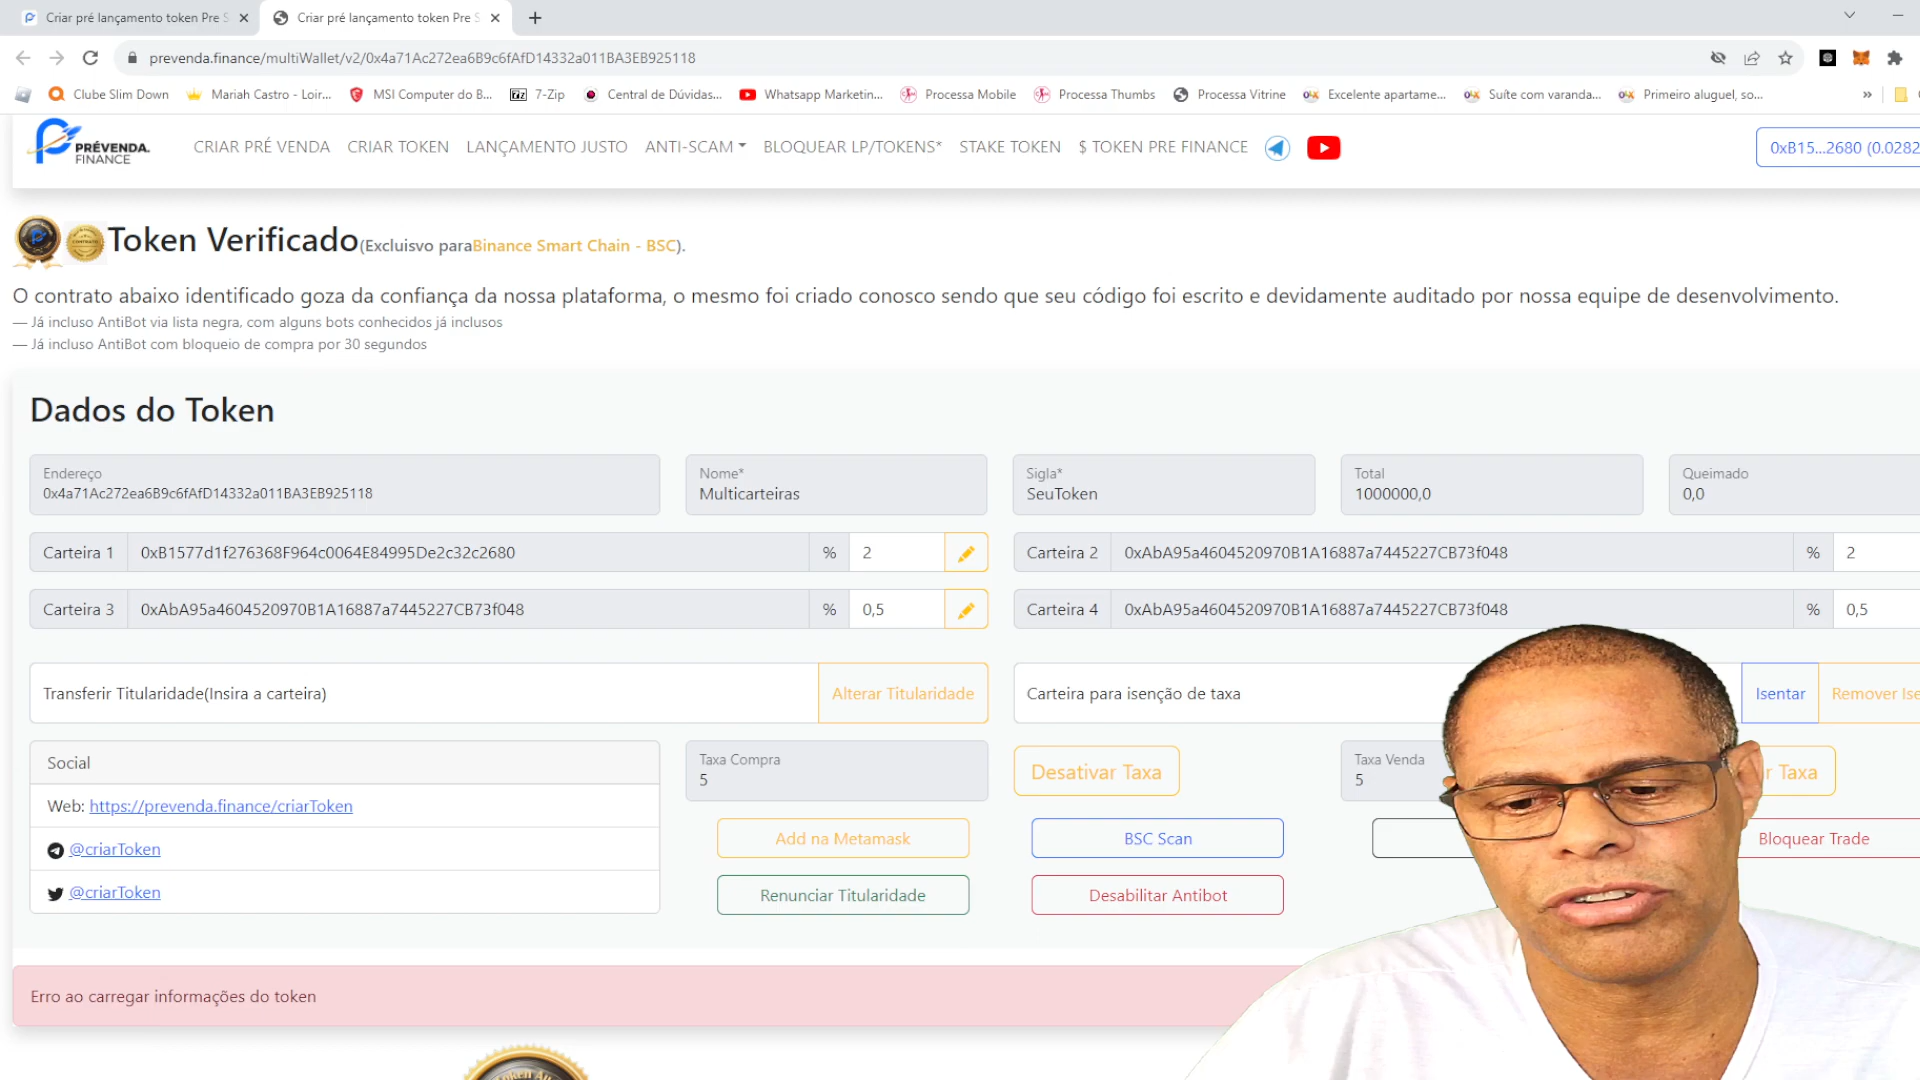 Criar pré lançamento token Pre S
Criar pré lançamento token Pre S
prevenda.finance/multiWallet/v2/0x4a71Ac272ea6B9c6fAfD14332a011BA3EB925118
Clube Slim Down
Mariah Castro - Loir...
MSI Computer do B...
7-Zip
Central de Dúvidas...
Whatsapp Marketin...
Processa Mobile
Processa Thumbs
Processa Vitrine
Excelente apartame...
Suíte com varanda...
Primeiro aluguel, so...
PRÉVENDA.
FINANCE
CRIAR PRÉ VENDA
CRIAR TOKEN
LANÇAMENTO JUSTO
ANTI-SCAM
BLOQUEAR LP/TOKENS*
STAKE TOKEN
$ TOKEN PRE FINANCE
0xB15...2680 (0.0282
Token Verificado(Excluisvo paraBinance Smart Chain - BSC).
O contrato abaixo identificado goza da confiança da nossa plataforma, o mesmo foi criado conosco sendo que seu código foi escrito e devidamente auditado por nossa equipe de desenvolvimento.
— Já incluso AntiBot via lista negra, com alguns bots conhecidos já inclusos
— Já incluso AntiBot com bloqueio de compra por 30 segundos
Dados do Token
Endereço
0x4a71Ac272ea6B9c6fAfD14332a011BA3EB925118
Nome*
Multicarteiras
Sigla*
SeuToken
Total
1000000,0
Queimado
0,0
Carteira 1 0xB1577d1f276368F964c0064E84995De2c32c2680 % 2
Carteira 2 0xAbA95a4604520970B1A16887a7445227CB73f048 % 2
Carteira 3 0xAbA95a4604520970B1A16887a7445227CB73f048 % 0,5
Carteira 4 0xAbA95a4604520970B1A16887a7445227CB73f048 % 0,5
Transferir Titularidade(Insira a carteira)
Alterar Titularidade
Carteira para isenção de taxa
Isentar
Remover Ise
Social
Web: https://prevenda.finance/criarToken
@criarToken
@criarToken
Taxa Compra
5
Desativar Taxa
Taxa Venda
5
r Taxa
Add na Metamask
BSC Scan
Bloquear Trade
Renunciar Titularidade
Desabilitar Antibot
Erro ao carregar informações do token